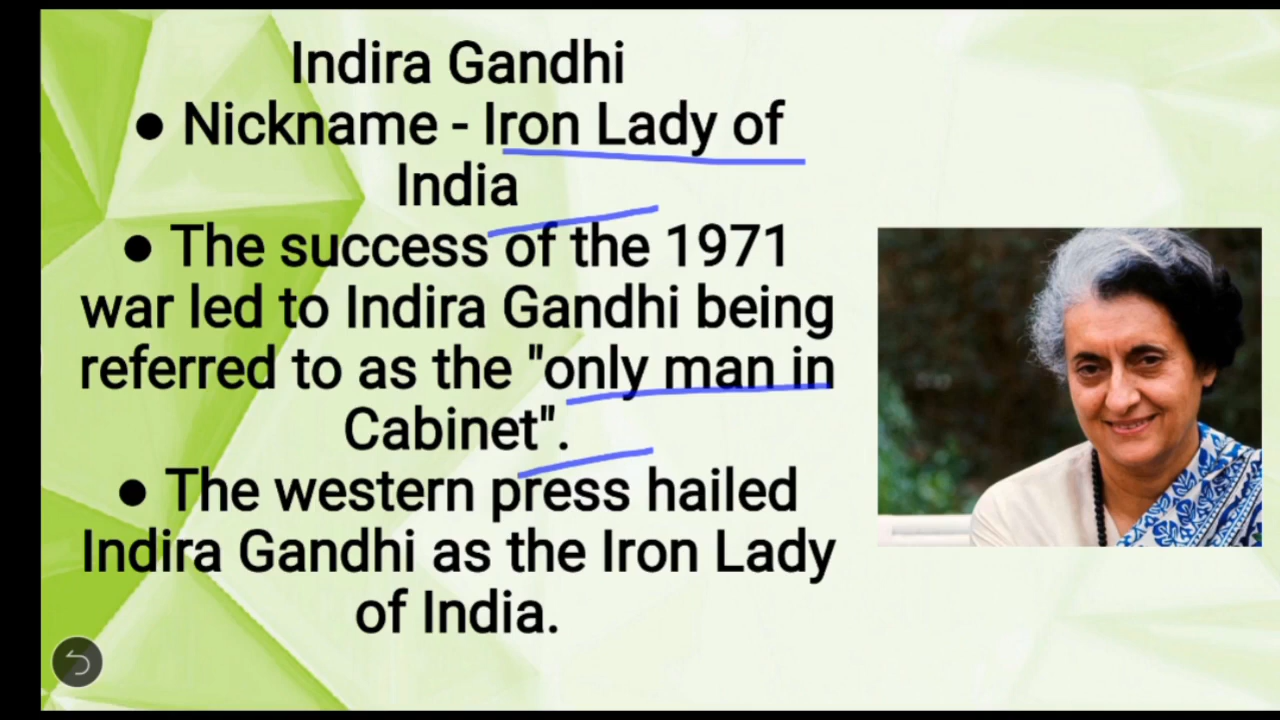 Indira Gandhi
● Nickname - Iron Lady of
India
● The success of the 1971
war led to Indira Gandhi being
referred to as the "only man in
Cabinet".
● The western press hailed
Indira Gandhi as the Iron Lady
of India.